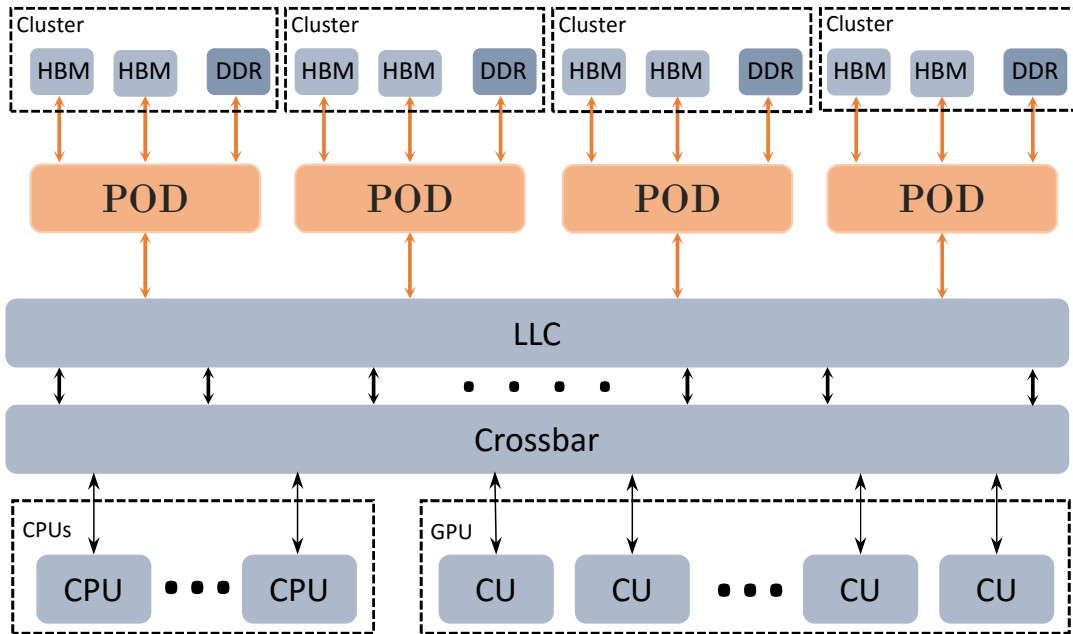 Cluster Cluster Cluster Cluster
HBM HBM DDR HBM HBM DDR HBM HBM DDR HBM HBM DDR
POD POD POD POD
LLC
Crossbar
CPUs GPU
CPU CPU CU CU CU CU